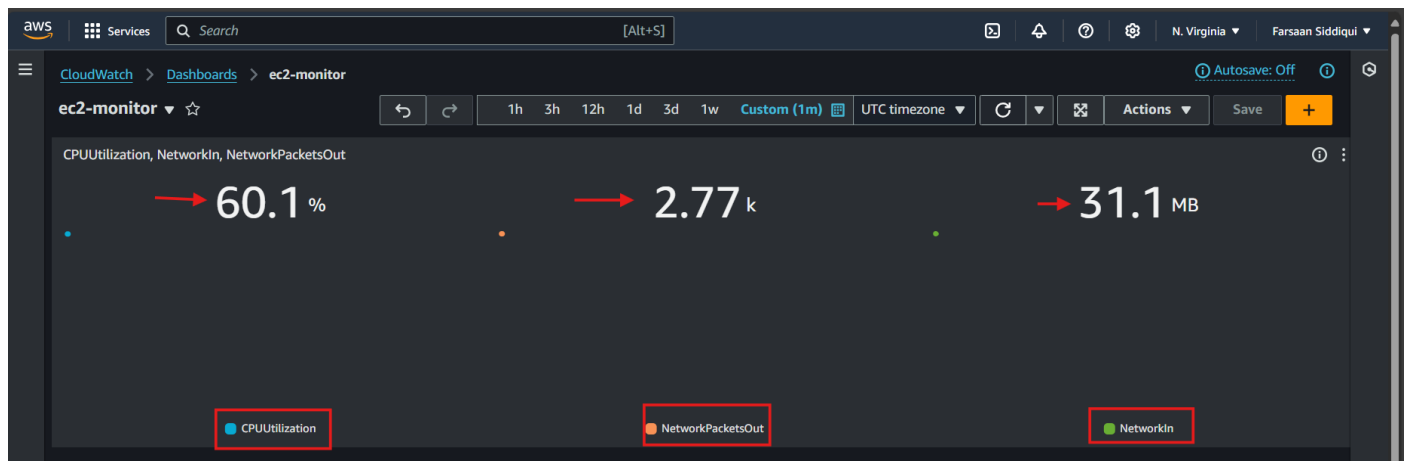 aws Services Search [Alt+S] N. Virginia Farsaan Siddiqui
CloudWatch > Dashboards > ec2-monitor Autosave: Off
ec2-monitor 1h 3h 12h 1d 3d 1w Custom (1m) UTC timezone Actions Save +
CPUUtilization, NetworkIn, NetworkPacketsOut
60.1 % 2.77 k 31.1 MB
CPUUtilization NetworkPacketsOut NetworkIn